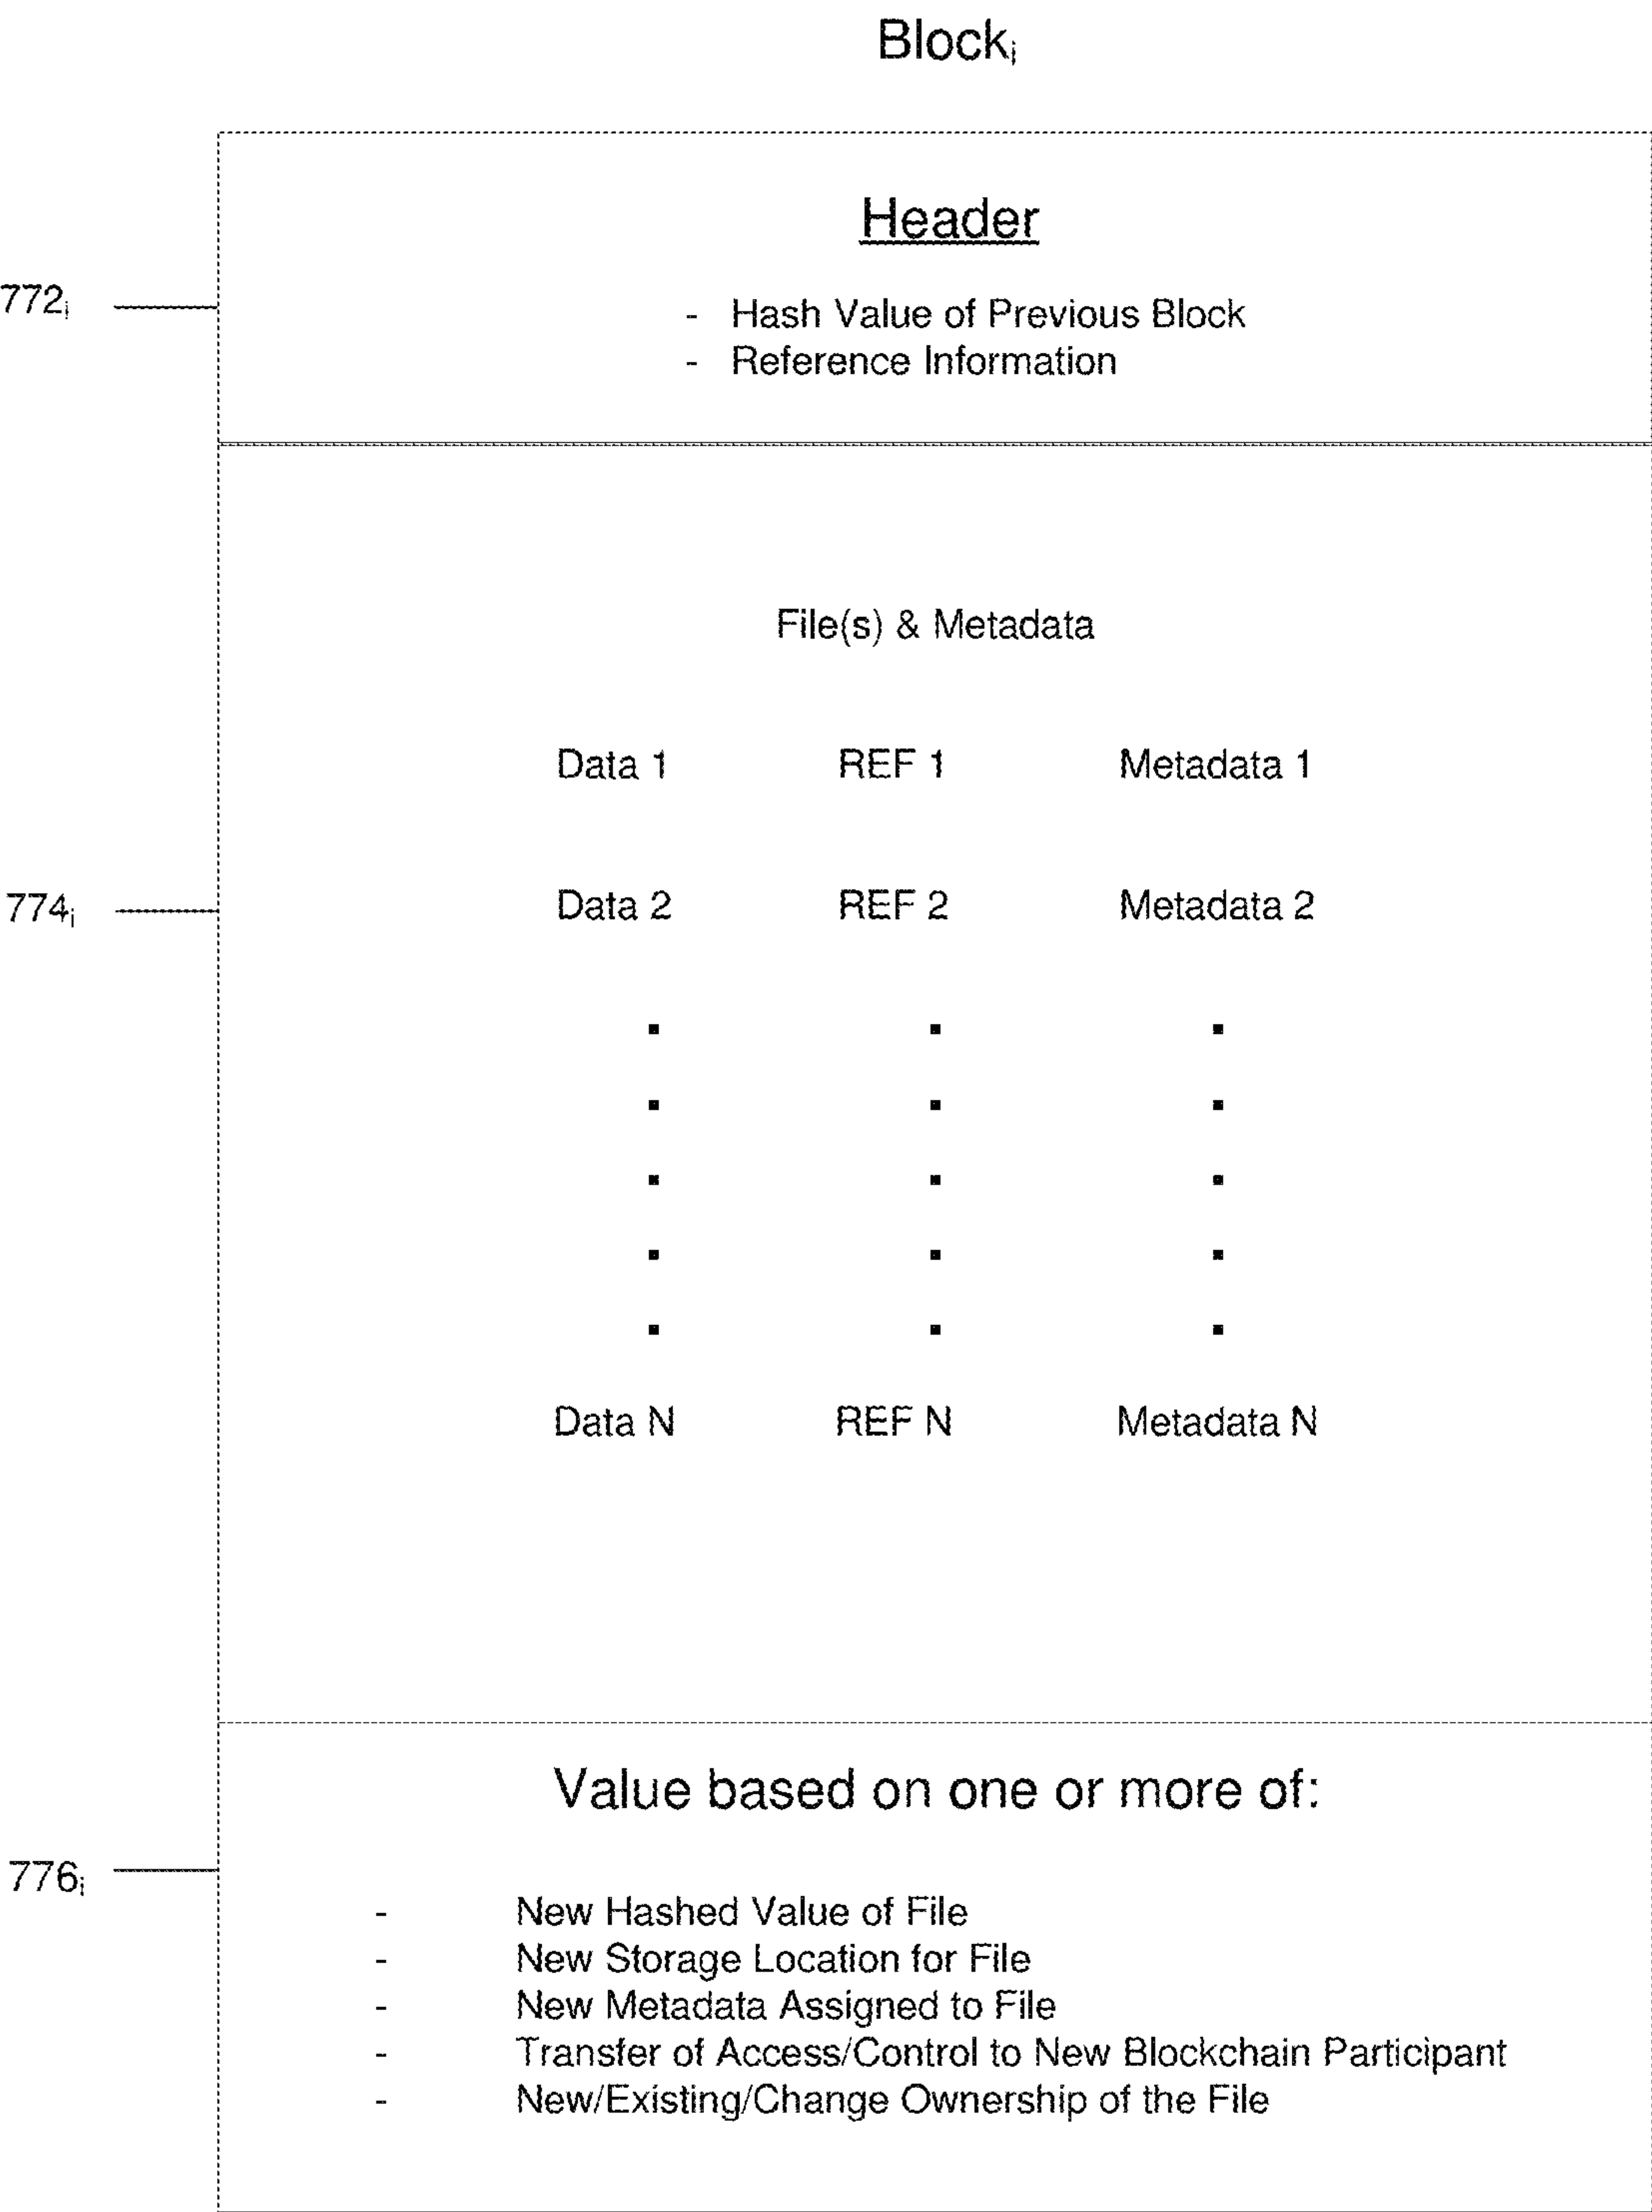 Blockᵢ
Header
772ᵢ
- Hash Value of Previous Block
- Reference Information
File(s) & Metadata
Data 1 REF 1 Metadata 1
774ᵢ Data 2 REF 2 Metadata 2
Data N REF N Metadata N
Value based on one or more of:
776ᵢ
- New Hashed Value of File
- New Storage Location for File
- New Metadata Assigned to File
- Transfer of Access/Control to New Blockchain Participant
- New/Existing/Change Ownership of the File